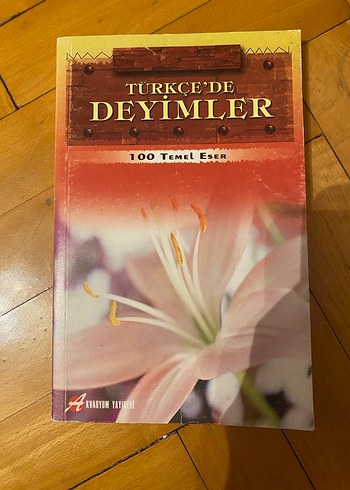 TÜRKÇE'DE
DEYİMLER
100 TEMEL ESER
AKVARYUM YAYINEVİ